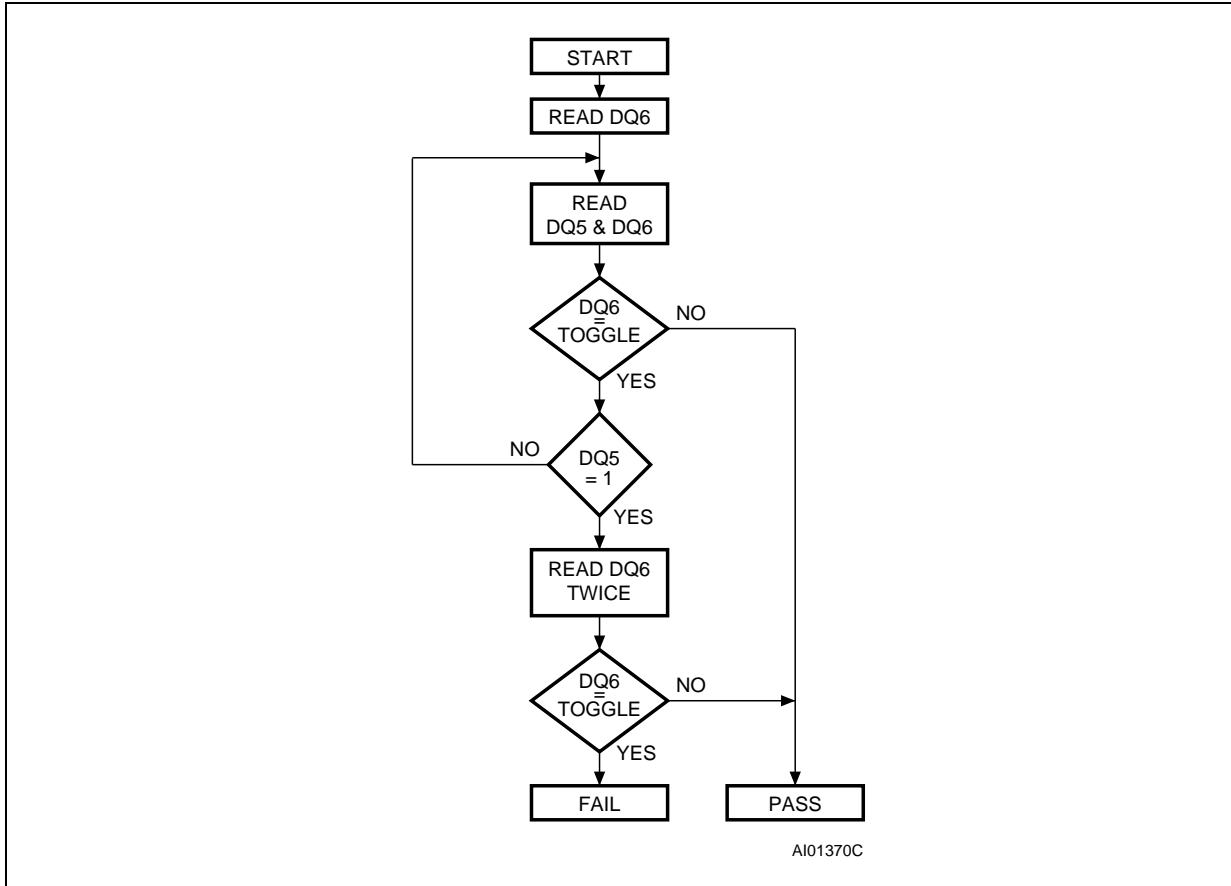 START
READ DQ6
READ
DQ5 & DQ6
DQ6
=
TOGGLE
NO
YES
NO
DQ5
= 1
YES
READ DQ6
TWICE
DQ6
=
TOGGLE
NO
YES
FAIL
PASS
AI01370C